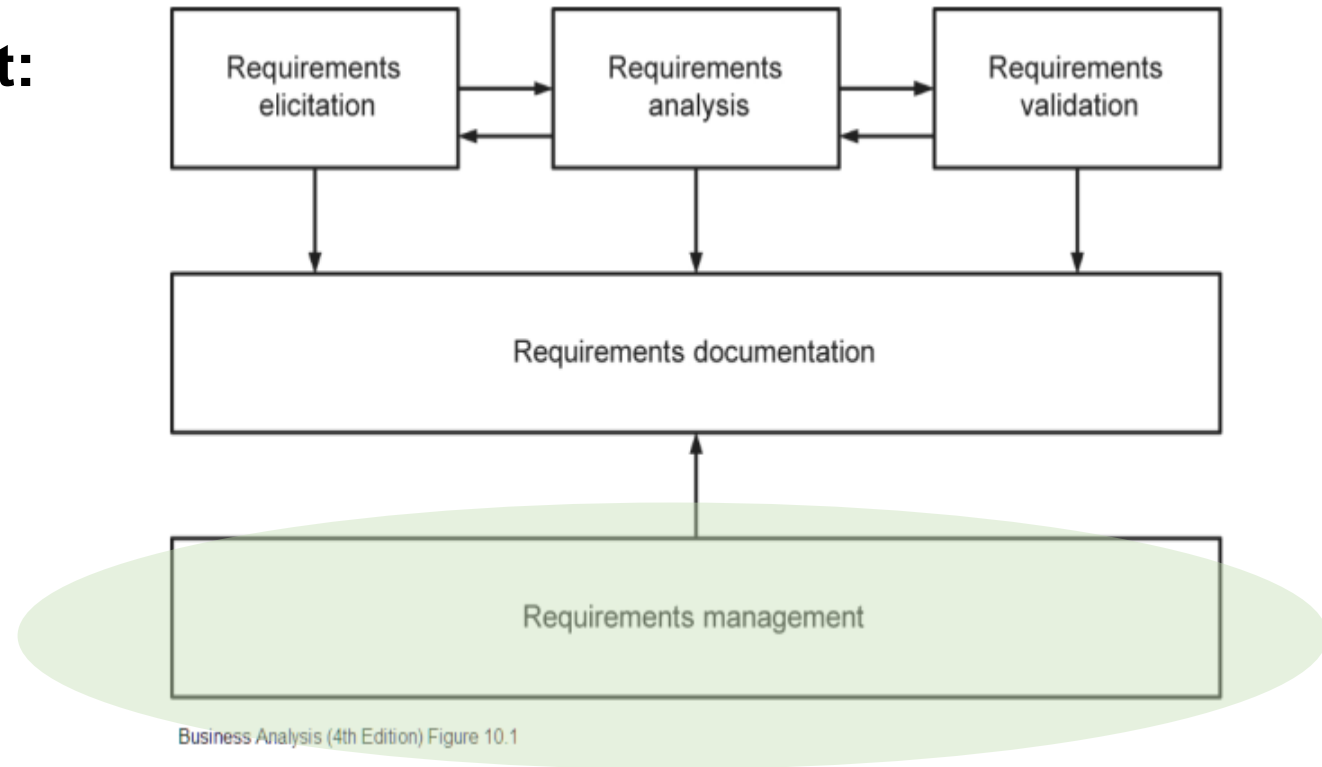 t:
Requirements
elicitation
Requirements
analysis
Requirements
validation
Requirements documentation
Requirements management
Business Analysis (4th Edition) Figure 10.1